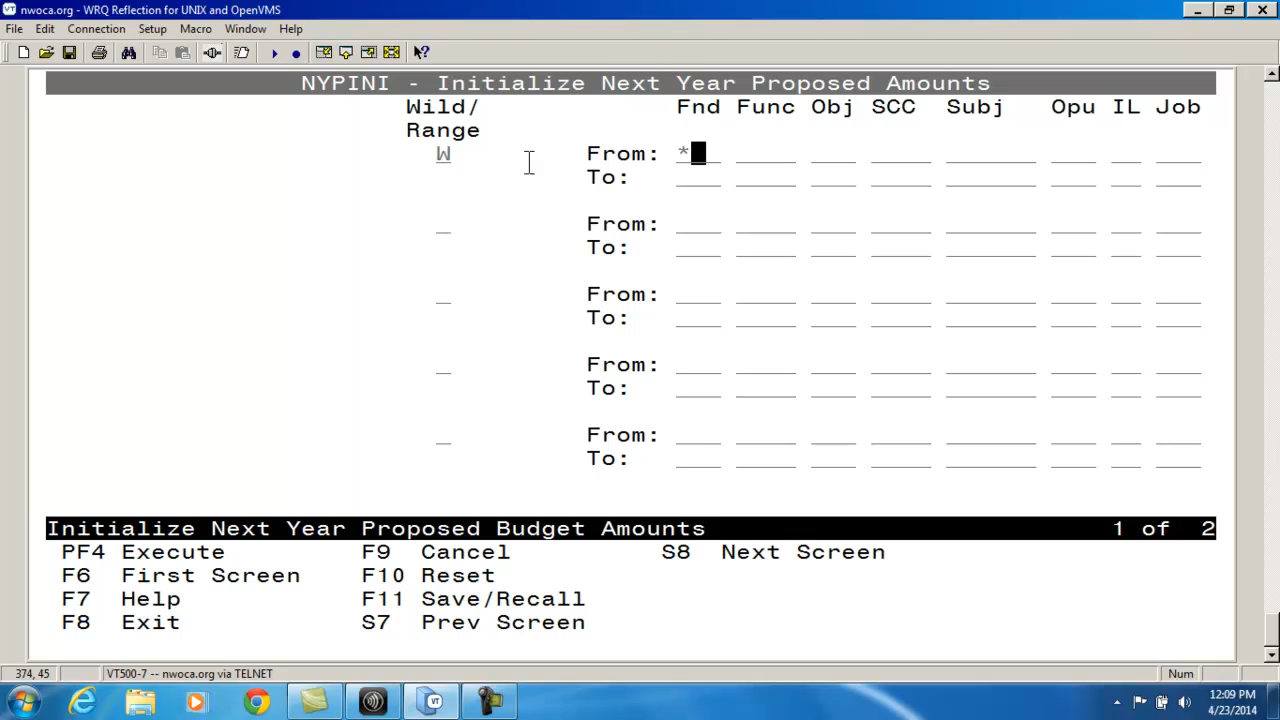 nwoca.org - WRQ Reflection for UNIX and OpenVMS
File Edit Connection Setup Macro Window Help
NYPINI - Initialize Next Year Proposed Amounts
Wild/ Fnd Func Obj SCC Subj Opu IL Job
Range
W From: *
To:
From:
To:
From:
To:
From:
To:
From:
To:
Initialize Next Year Proposed Budget Amounts 1 of 2
PF4 Execute F9 Cancel S8 Next Screen
F6 First Screen F10 Reset
F7 Help F11 Save/Recall
F8 Exit S7 Prev Screen
374, 45 VT500-7 -- nwoca.org via TELNET Num
12:09 PM
4/23/2014